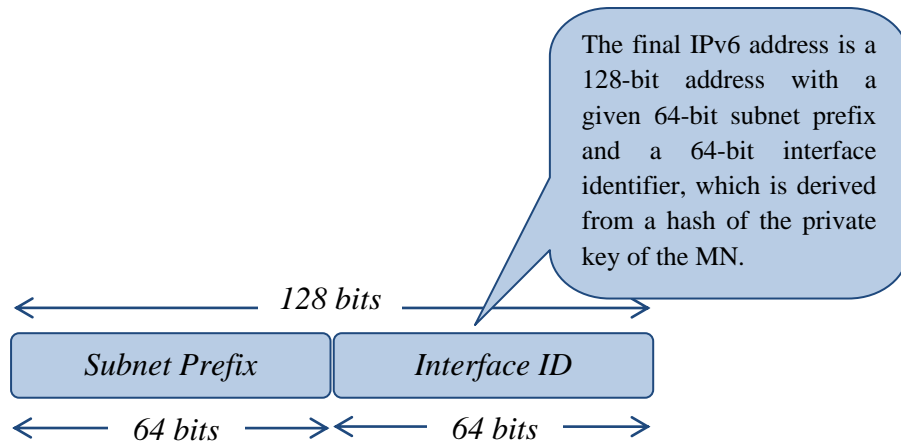 The final IPv6 address is a
128-bit address with a
given 64-bit subnet prefix
and a 64-bit interface
identifier, which is derived
from a hash of the private
key of the MN.
128 bits
Subnet Prefix
Interface ID
64 bits
64 bits